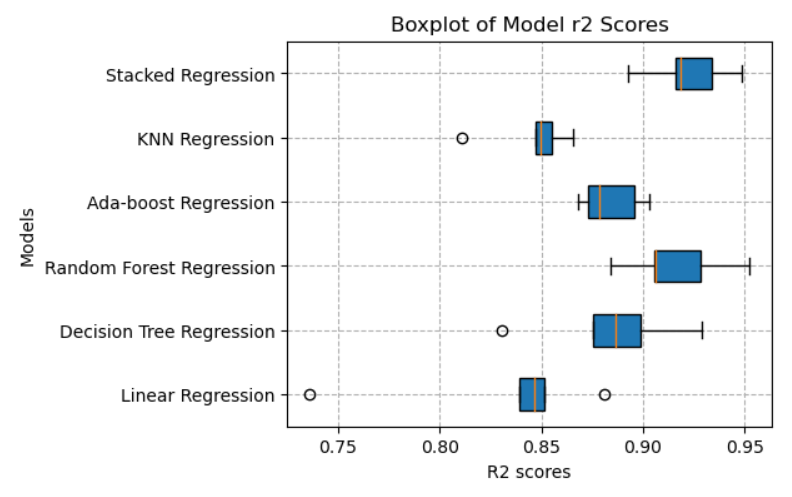 Boxplot of Model r2 Scores
Models
Stacked Regression
KNN Regression
Ada-boost Regression
Random Forest Regression
Decision Tree Regression
Linear Regression
0.75 0.80 0.85 0.90 0.95
R2 scores